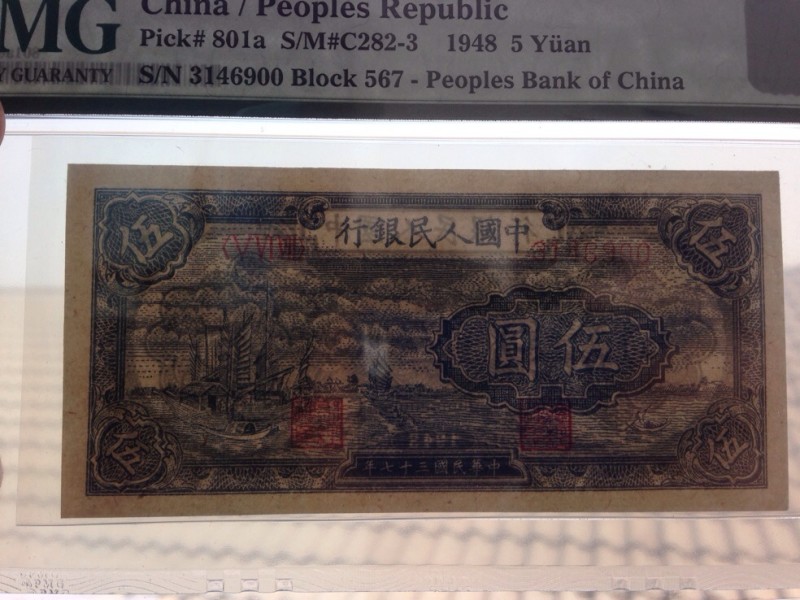 MG
China / Peoples Republic
Pick# 801a S/M#C282-3 1948 5 Yüan
Y GUARANTY
S/N 3146900 Block 567 - Peoples Bank of China
行銀民人國中
伍
伍
圓伍
伍
伍
年七十三國民華中